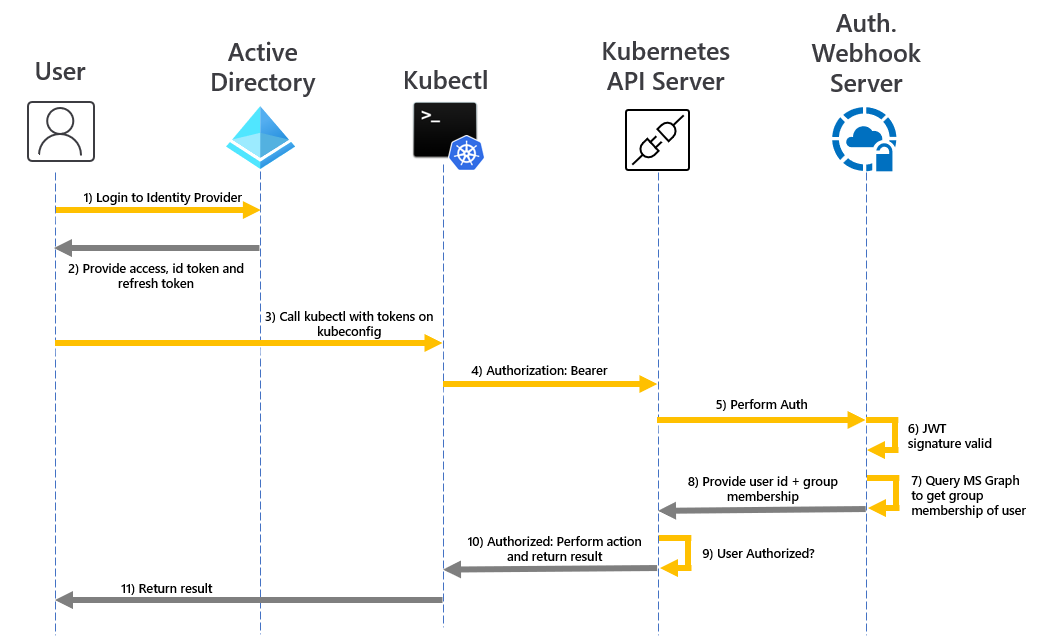 User
Active
Directory
Kubectl
Kubernetes
API Server
Auth.
Webhook
Server
>_
1) Login to Identity Provider
2) Provide access, id token and
refresh token
3) Call kubectl with tokens on
kubeconfig
4) Authorization: Bearer
5) Perform Auth
6) JWT
signature valid
7) Query MS Graph
to get group
membership of user
8) Provide user id + group
membership
9) User Authorized?
10) Authorized: Perform action
and return result
11) Return result